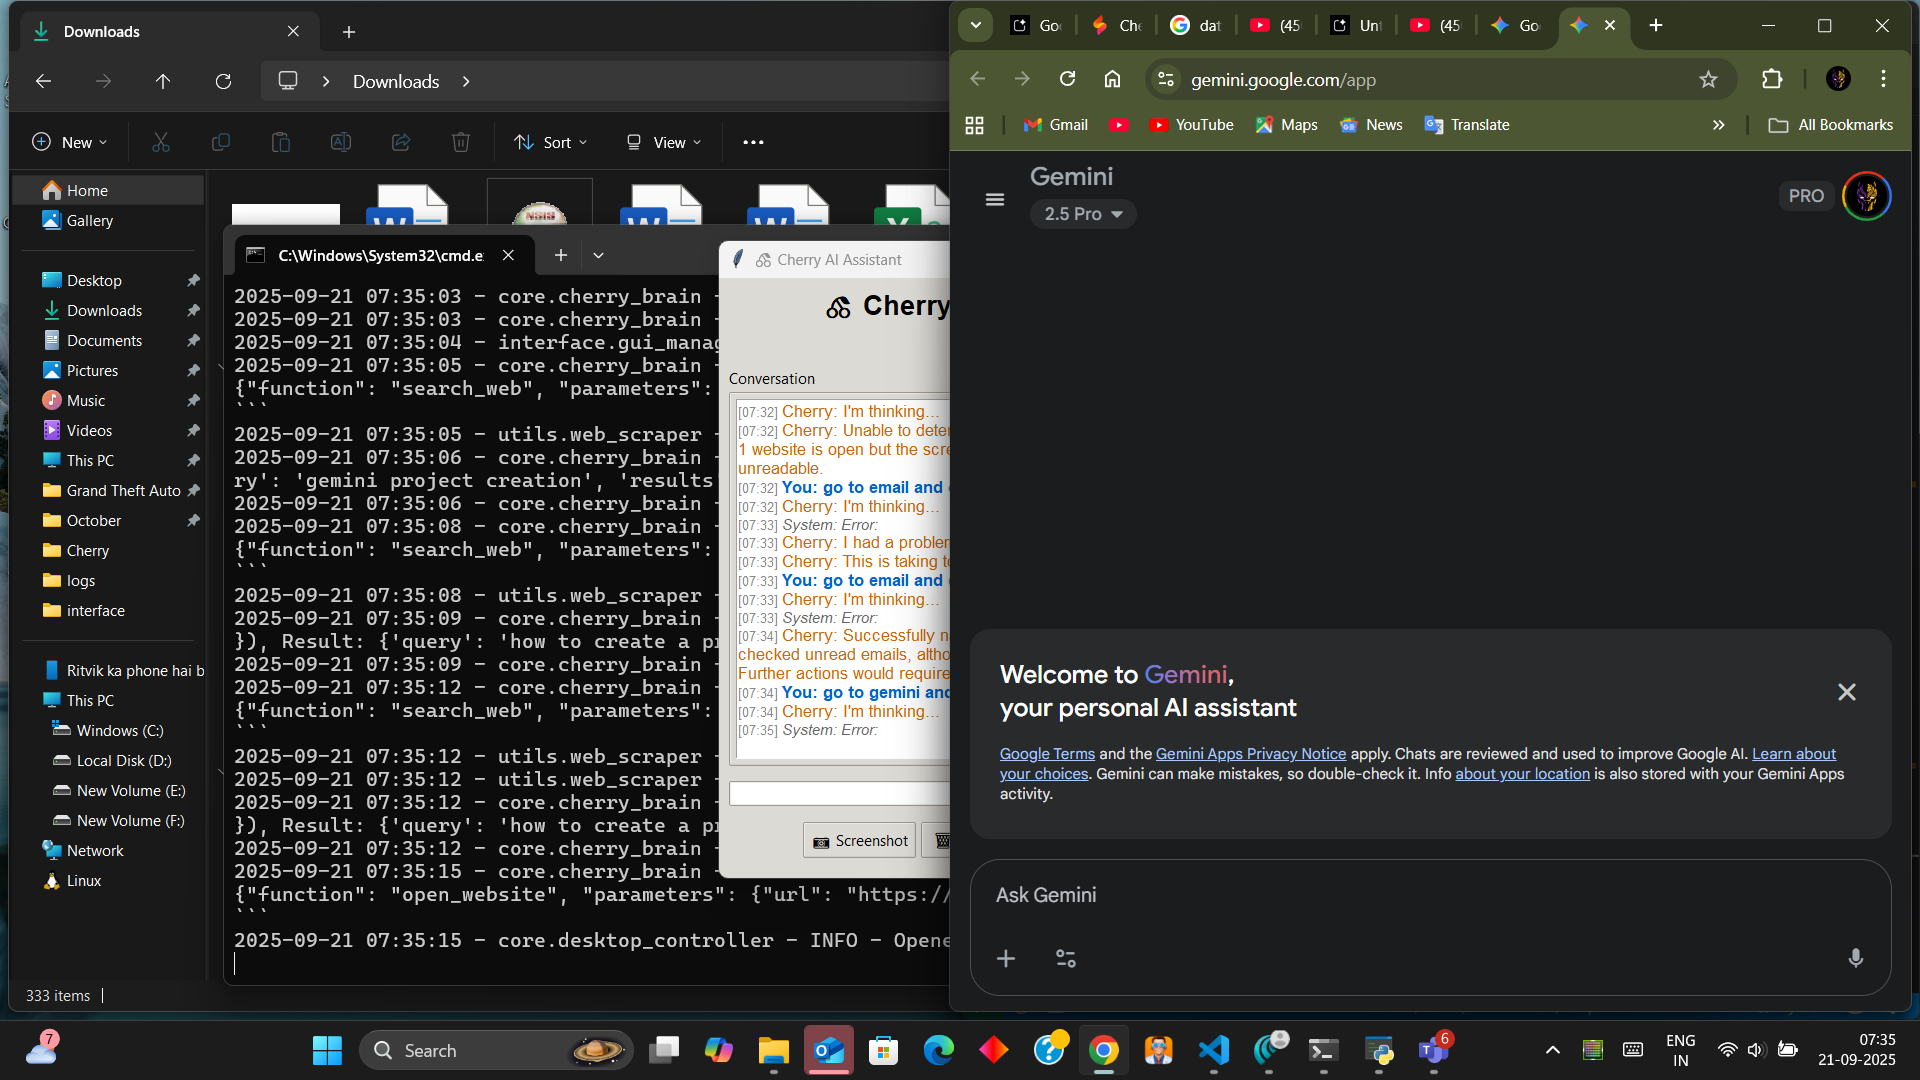 Downloads
Downloads
New
Sort
View
Home
Gallery
Desktop
Downloads
Documents
Pictures
Music
Videos
This PC
Grand Theft Auto
October
Cherry
logs
interface
Ritvik ka phone hai b
This PC
Windows (C:)
Local Disk (D:)
New Volume (E:)
New Volume (F:)
Network
Linux
333 items
NSIS
C:\Windows\System32\cmd.e
2025-09-21 07:35:03 - core.cherry_brain -
2025-09-21 07:35:03 - core.cherry_brain -
2025-09-21 07:35:04 - interface.gui_manag
2025-09-21 07:35:05 - core.cherry_brain -
{"function": "search_web", "parameters":
```
2025-09-21 07:35:05 - utils.web_scraper -
2025-09-21 07:35:06 - core.cherry_brain -
ry': 'gemini project creation', 'results'
2025-09-21 07:35:06 - core.cherry_brain -
2025-09-21 07:35:08 - core.cherry_brain -
{"function": "search_web", "parameters":
```
2025-09-21 07:35:08 - utils.web_scraper -
2025-09-21 07:35:09 - core.cherry_brain -
}), Result: {'query': 'how to create a pr
2025-09-21 07:35:09 - core.cherry_brain -
2025-09-21 07:35:12 - core.cherry_brain -
{"function": "search_web", "parameters":
```
2025-09-21 07:35:12 - utils.web_scraper -
2025-09-21 07:35:12 - utils.web_scraper -
2025-09-21 07:35:12 - core.cherry_brain -
}), Result: {'query': 'how to create a pr
2025-09-21 07:35:12 - core.cherry_brain -
2025-09-21 07:35:15 - core.cherry_brain -
{"function": "open_website", "parameters": {"url": "https://
```
2025-09-21 07:35:15 - core.desktop_controller - INFO - Opene
Cherry AI Assistant
Cherry
Conversation
[07:32] Cherry: I'm thinking...
[07:32] Cherry: Unable to deter
1 website is open but the scre
unreadable.
[07:32] You: go to email and
[07:32] Cherry: I'm thinking...
[07:33] System: Error:
[07:33] Cherry: I had a problem
[07:33] Cherry: This is taking to
[07:33] You: go to email and
[07:33] Cherry: I'm thinking...
[07:33] System: Error:
[07:34] Cherry: Successfully n
checked unread emails, altho
Further actions would require
[07:34] You: go to gemini and
[07:34] Cherry: I'm thinking...
[07:35] System: Error:
Screenshot
Goo
Che
dat
(45
Unt
(45
Go
gemini.google.com/app
Gmail
YouTube
Maps
News
Translate
All Bookmarks
Gemini
2.5 Pro
PRO
Welcome to Gemini,
your personal AI assistant
Google Terms and the Gemini Apps Privacy Notice apply. Chats are reviewed and used to improve Google AI. Learn about
your choices. Gemini can make mistakes, so double-check it. Info about your location is also stored with your Gemini Apps
activity.
Ask Gemini
7
Search
6
ENG
IN
07:35
21-09-2025